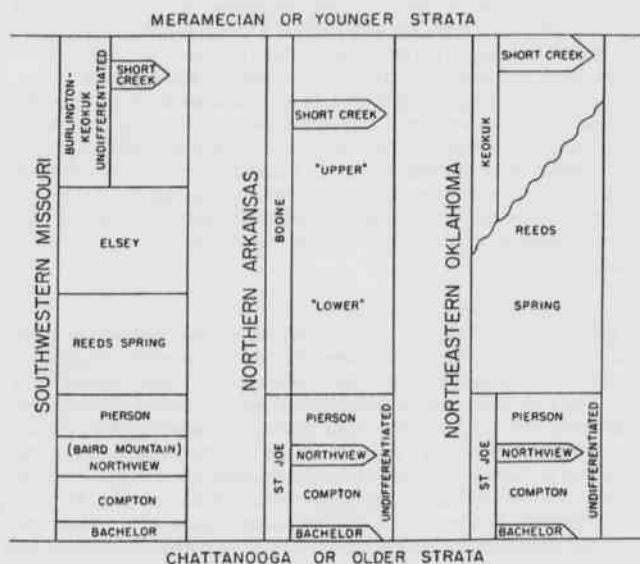 MERAMECIAN OR YOUNGER STRATA
SOUTHWESTERN MISSOURI
BURLINGTON-
KEOKUK
UNDIFFERENTIATED
SHORT
CREEK
ELSEY
REEDS SPRING
PIERSON
(BAIRD MOUNTAIN)
NORTHVIEW
COMPTON
BACHELOR
NORTHERN ARKANSAS
BOONE
SHORT CREEK
"UPPER"
"LOWER"
ST JOE
PIERSON
NORTHVIEW
COMPTON
BACHELOR
UNDIFFERENTIATED
NORTHEASTERN OKLAHOMA
KEOKUK
SHORT CREEK
REEDS
SPRING
ST JOE
PIERSON
NORTHVIEW
COMPTON
BACHELOR
UNDIFFERENTIATED
CHATTANOOGA OR OLDER STRATA